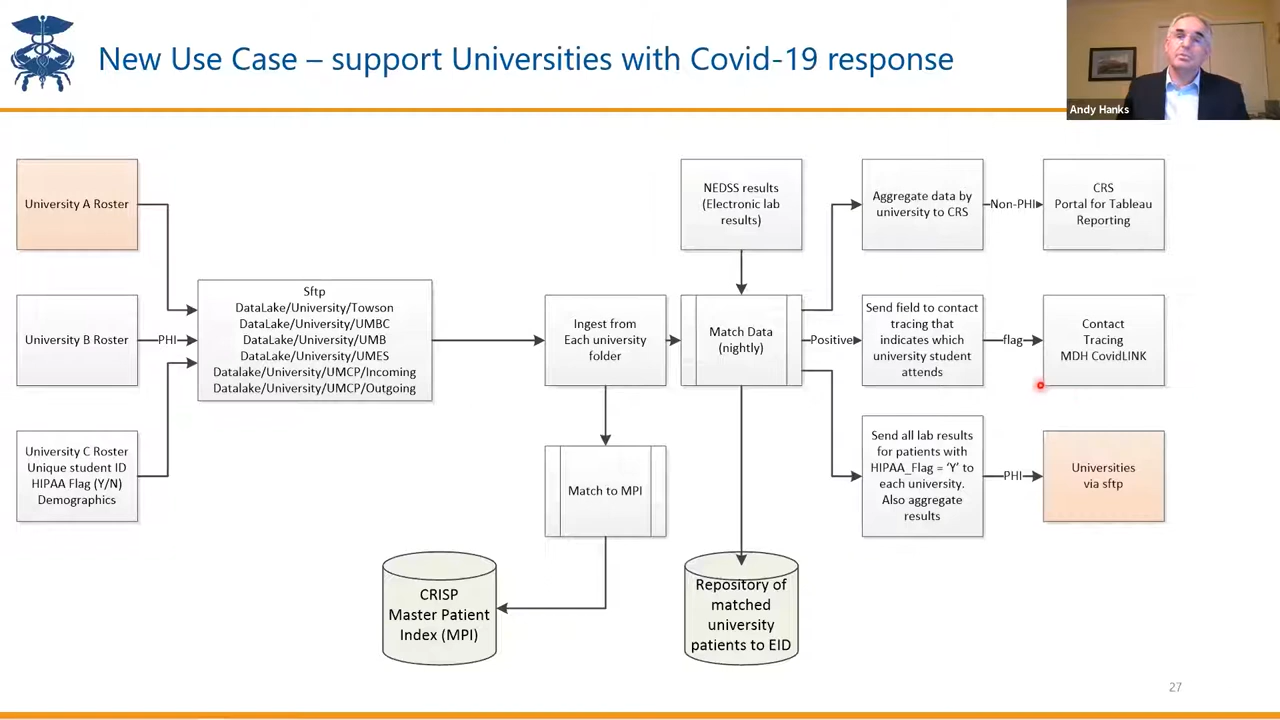 New Use Case – support Universities with Covid-19 response
Andy Hanks
University A Roster
University B Roster
PHI
University C Roster
Unique student ID
HIPAA Flag (Y/N)
Demographics
Sftp
DataLake/University/Towson
DataLake/University/UMBC
DataLake/University/UMB
DataLake/University/UMES
DataLake/University/UMCP/Incoming
Datalake/University/UMCP/Outgoing
Ingest from
Each university
folder
Match to MPI
CRISP
Master Patient
Index (MPI)
NEDSS results
(Electronic lab
results)
Match Data
(nightly)
Repository of
matched
university
patients to EID
Aggregate data by
university to CRS
Non-PHI
CRS
Portal for Tableau
Reporting
Positive
Send field to contact
tracing that
indicates which
university student
attends
flag
Contact
Tracing
MDH CovidLINK
Send all lab results
for patients with
HIPAA_Flag = ‘Y’ to
each university.
Also aggregate
results
PHI
Universities
via sftp
27